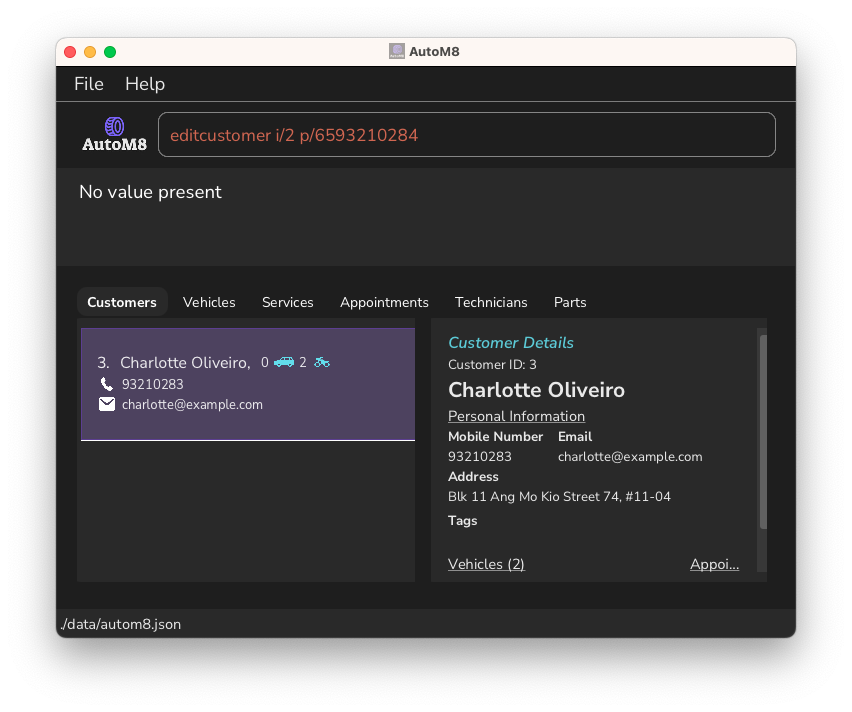 AutoM8
File Help
AutoM8
editcustomer i/2 p/6593210284
No value present
Customers Vehicles Services Appointments Technicians Parts
3. Charlotte Oliveiro, 0 2
93210283
charlotte@example.com
Customer Details
Customer ID: 3
Charlotte Oliveiro
Personal Information
Mobile Number Email
93210283 charlotte@example.com
Address
Blk 11 Ang Mo Kio Street 74, #11-04
Tags
Vehicles (2) Appoi...
./data/autom8.json